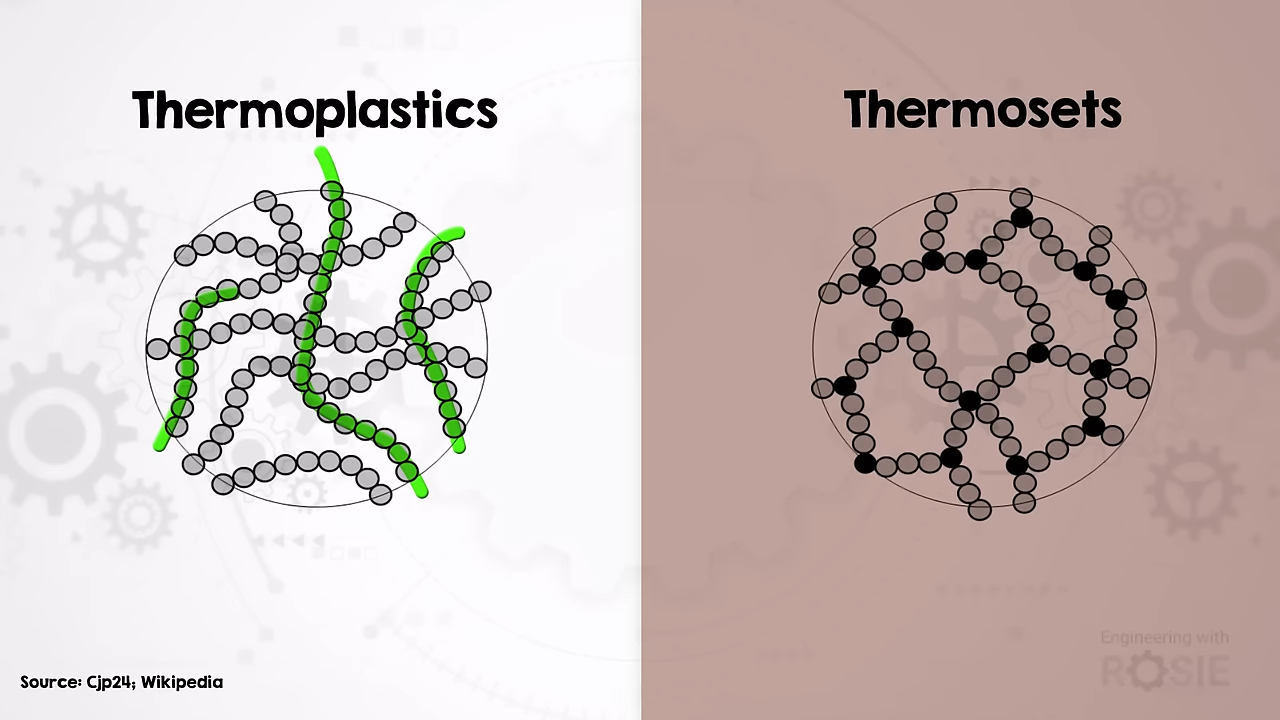 Thermoplastics
Thermosets
Source: Cjp24; Wikipedia
Engineering with
ROSIE